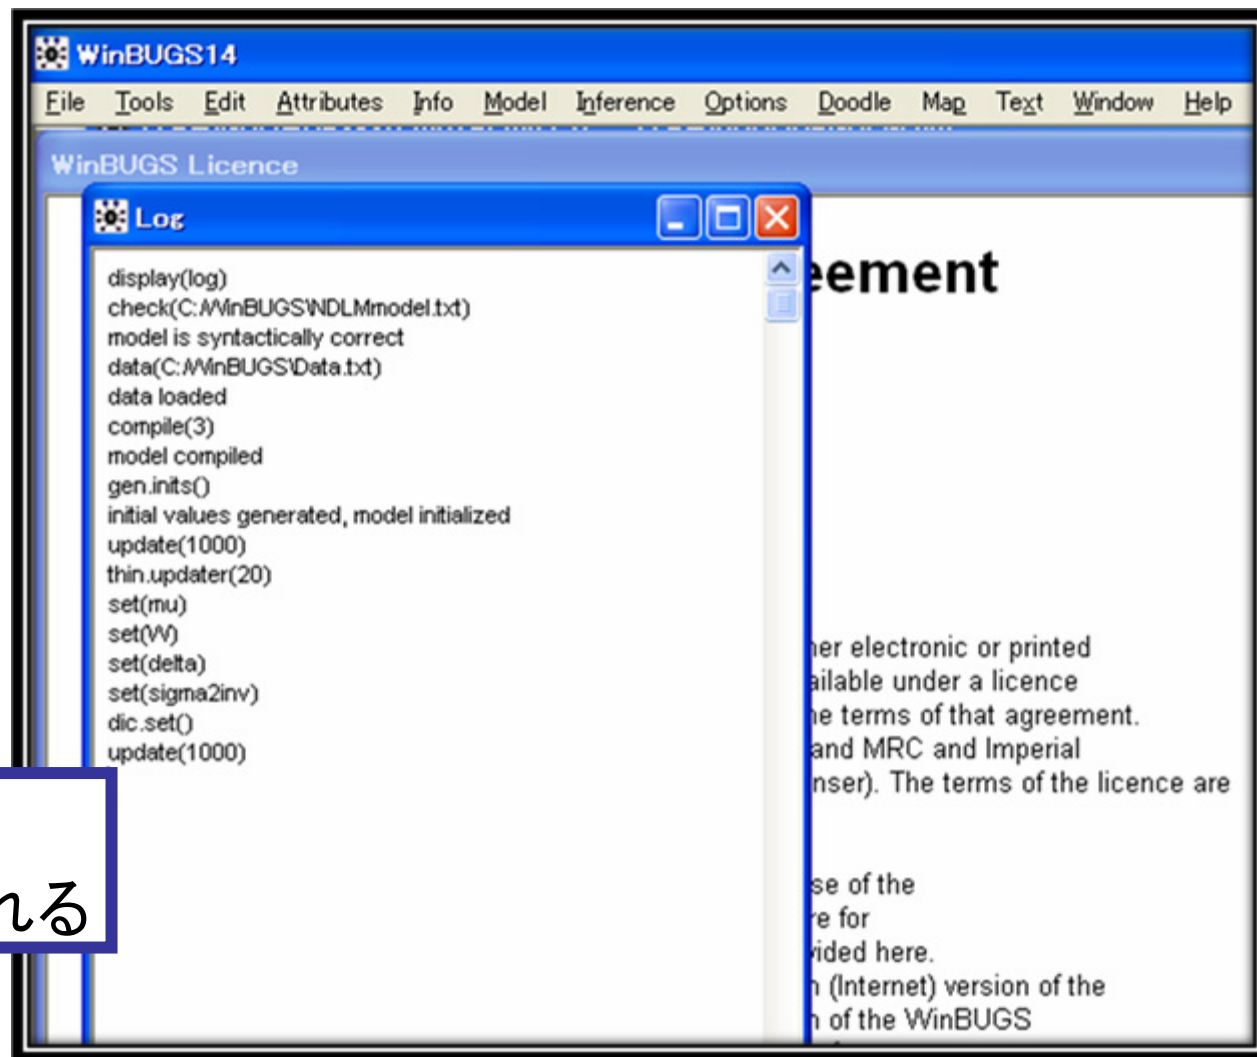 WinBUGS14
File Tools Edit Attributes Info Model Inference Options Doodle Map Text Window Help
WinBUGS Licence
Log
eement
display(log)
check(C:/WinBUGS\NDLMmodel.txt)
model is syntactically correct
data(C:/WinBUGS\Data.txt)
data loaded
compile(3)
model compiled
gen.inits()
initial values generated, model initialized
update(1000)
thin.updater(20)
set(mu)
set(W)
set(delta)
set(sigma2inv)
dic.set()
update(1000)
her electronic or printed
ailable under a licence
he terms of that agreement.
and MRC and Imperial
nser). The terms of the licence are
れる
se of the
re for
vided here.
n (Internet) version of the
n of the WinBUGS